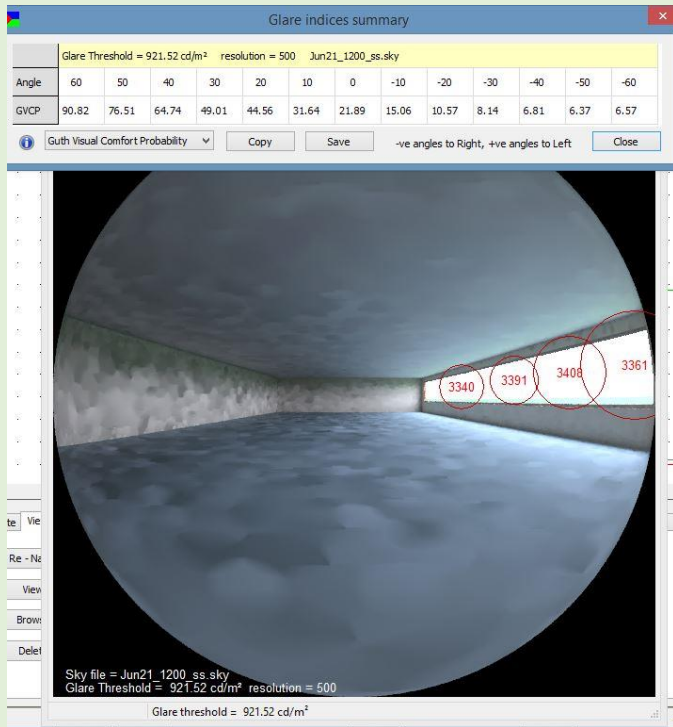 Glare indices summary
Glare Threshold = 921.52 cd/m² resolution = 500 Jun21_1200_ss.sky
Angle 60 50 40 30 20 10 0 -10 -20 -30 -40 -50 -60
GVCP 90.82 76.51 64.74 49.01 44.56 31.64 21.89 15.06 10.57 8.14 6.81 6.37 6.57
Guth Visual Comfort Probability Copy Save -ve angles to Right, +ve angles to Left Close
3340 3391 3408 3361
te Vie
Re - Na
View
Brows
Delet
Sky file = Jun21_1200_ss.sky
Glare Threshold = 921.52 cd/m² resolution = 500
Glare threshold = 921.52 cd/m²